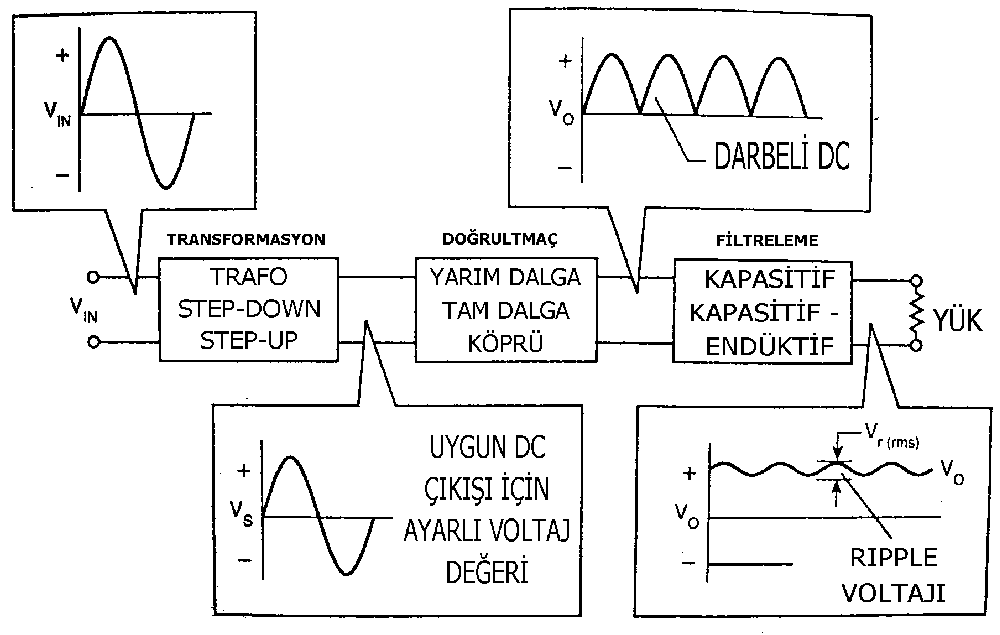 +
V IN
−
+
V O
−
DARBELİ DC
TRANSFORMASYON
DOĞRULTMAÇ
FİLTRELEME
V IN
TRAFO
STEP-DOWN
STEP-UP
YARIM DALGA
TAM DALGA
KÖPRÜ
KAPASİTİF
KAPASİTİF -
ENDÜKTİF
YÜK
+
V S
−
UYGUN DC
ÇIKIŞI İÇİN
AYARLI VOLTAJ
DEĞERİ
V r (rms)
+
V O
V O
−
RIPPLE
VOLTAJI